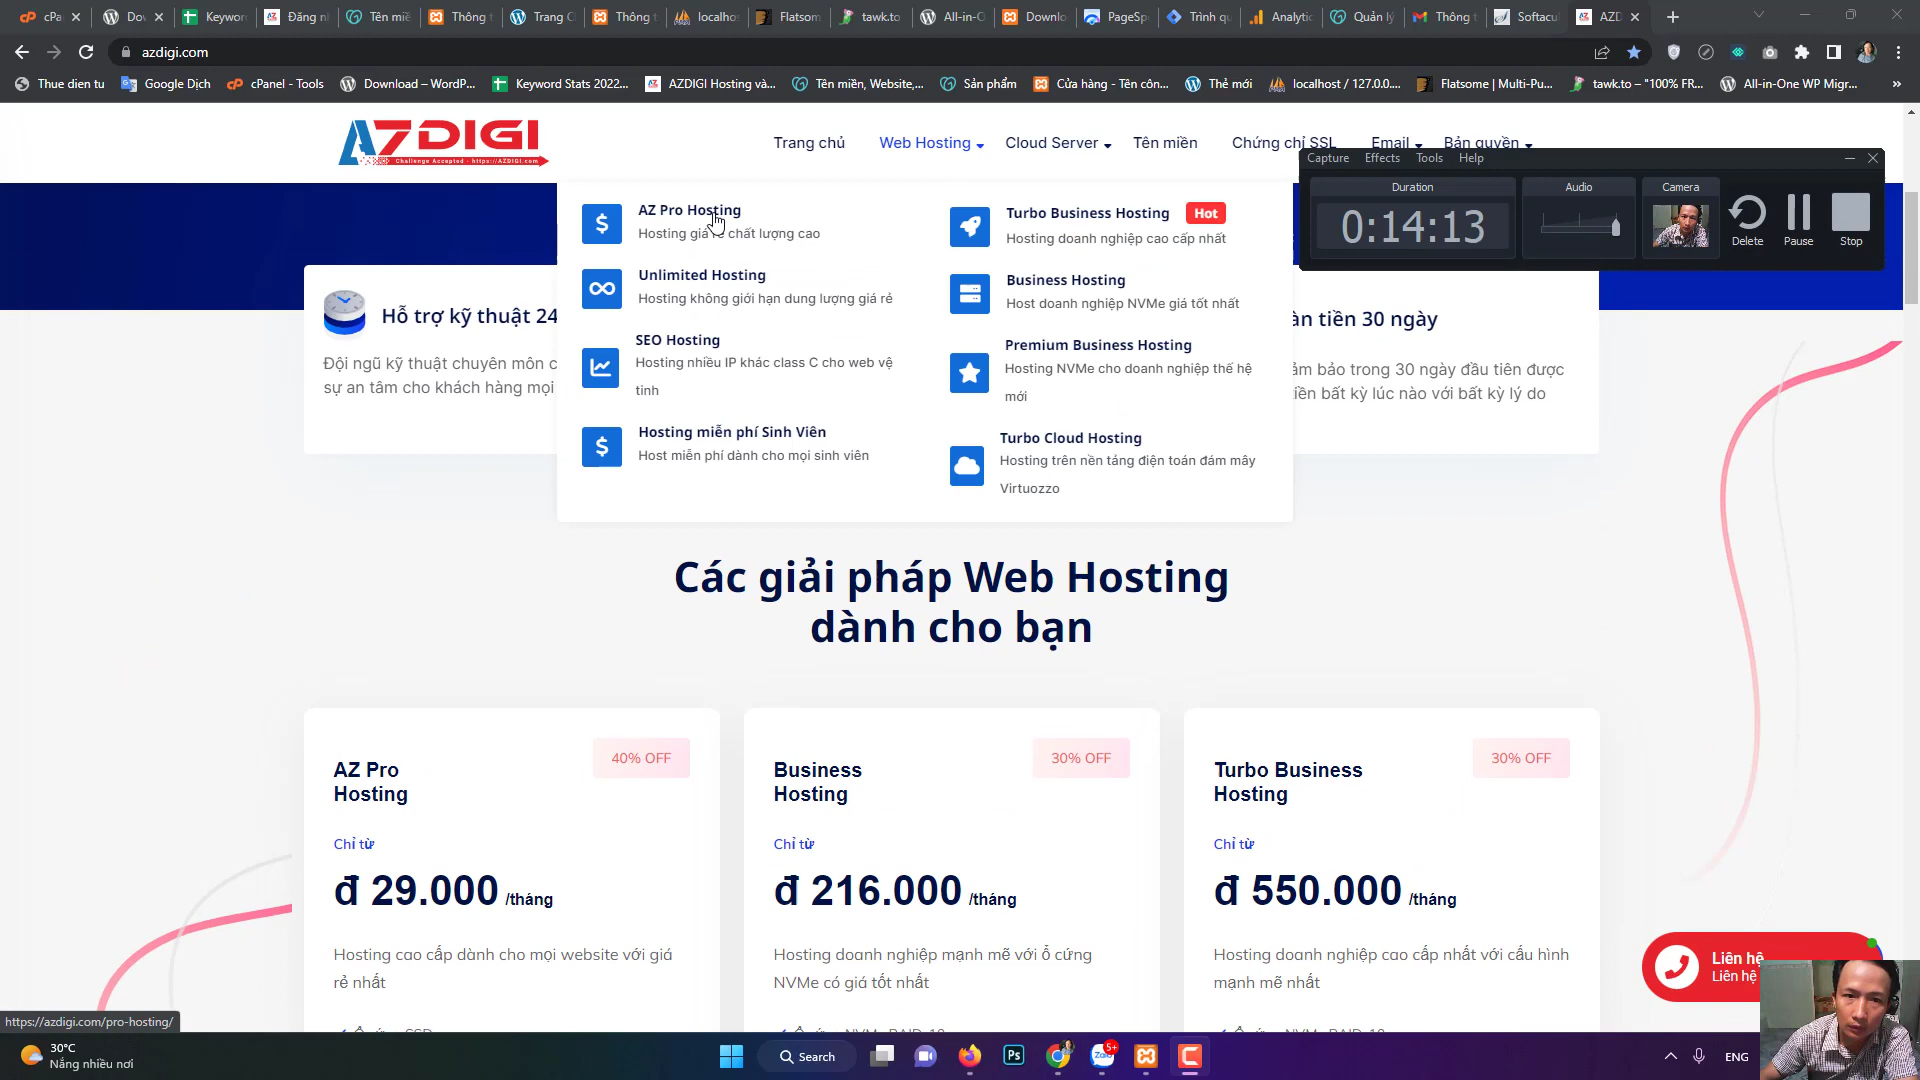 azdigi.com
Thue dien tu
Google Dịch
cPanel - Tools
Download – WordP...
Keyword Stats 2022...
AZDIGI Hosting và...
Tên miền, Website,...
Sản phẩm
Cửa hàng - Tên côn...
Thẻ mới
localhost / 127.0.0....
Flatsome | Multi-Pu...
tawk.to – "100% FR...
All-in-One WP Migr...
AZDIGI
Challenge Accepted - https://AZDIGI.com
Trang chủ
Web Hosting
Cloud Server
Tên miền
Chứng chỉ SSL
Email
Bản quyền
Capture Effects Tools Help
Duration
0:14:13
Audio
Camera
Delete
Pause
Stop
AZ Pro Hosting
Hosting giá rẻ chất lượng cao
Unlimited Hosting
Hosting không giới hạn dung lượng giá rẻ
SEO Hosting
Hosting nhiều IP khác class C cho web vệ
tinh
Hosting miễn phí Sinh Viên
Host miễn phí dành cho mọi sinh viên
Turbo Business Hosting
Hot
Hosting doanh nghiệp cao cấp nhất
Business Hosting
Host doanh nghiệp NVMe giá tốt nhất
Premium Business Hosting
Hosting NVMe cho doanh nghiệp thế hệ
mới
Turbo Cloud Hosting
Hosting trên nền tảng điện toán đám mây
Virtuozzo
Hỗ trợ kỹ thuật 24
Đội ngũ kỹ thuật chuyên môn c
sự an tâm cho khách hàng mọi
àn tiền 30 ngày
ảm bảo trong 30 ngày đầu tiên được
tiền bất kỳ lúc nào với bất kỳ lý do
Các giải pháp Web Hosting
dành cho bạn
AZ Pro
Hosting
40% OFF
Chỉ từ
đ 29.000 /tháng
Hosting cao cấp dành cho mọi website với giá
rẻ nhất
Business
Hosting
30% OFF
Chỉ từ
đ 216.000 /tháng
Hosting doanh nghiệp mạnh mẽ với ổ cứng
NVMe có giá tốt nhất
Turbo Business
Hosting
30% OFF
Chỉ từ
đ 550.000 /tháng
Hosting doanh nghiệp cao cấp nhất với cấu hình
mạnh mẽ nhất
Liên hệ
Liên hệ
https://azdigi.com/pro-hosting/
30°C
Nắng nhiều nơi
Search
Ps
Zalo
5+
ENG